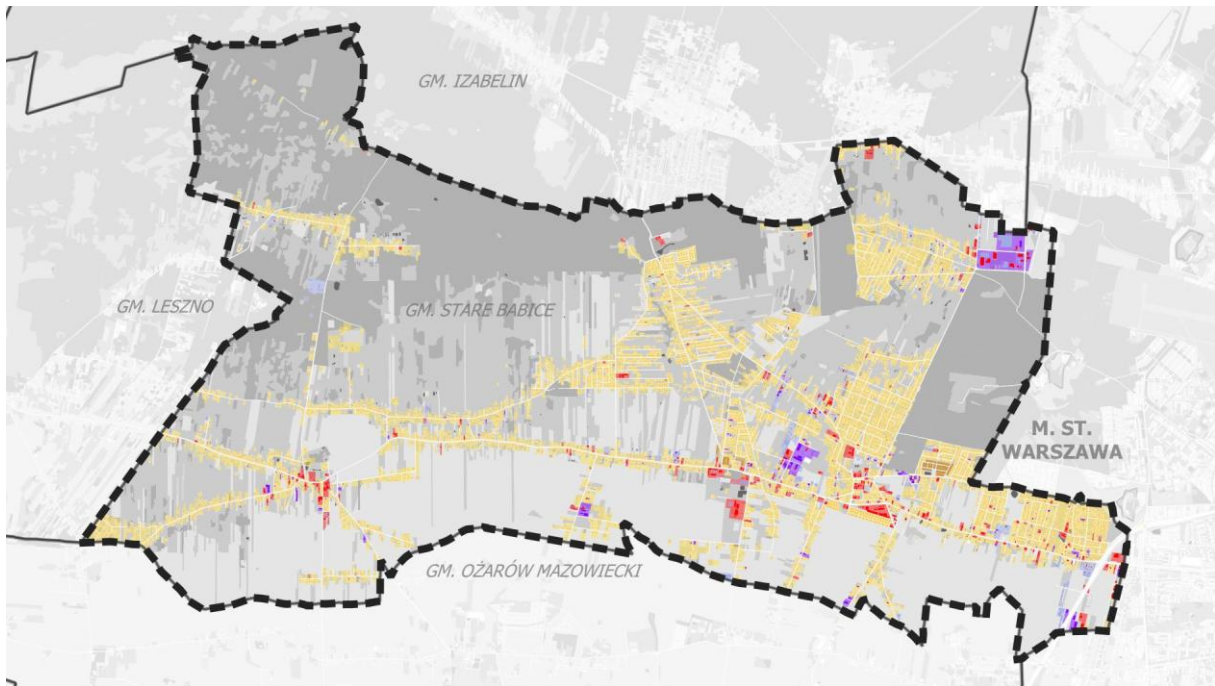 GM. IZABELIN
GM. LESZNO
GM. STARE BABICE
M. ST.
WARSZAWA
GM. OŻARÓW MAZOWIECKI